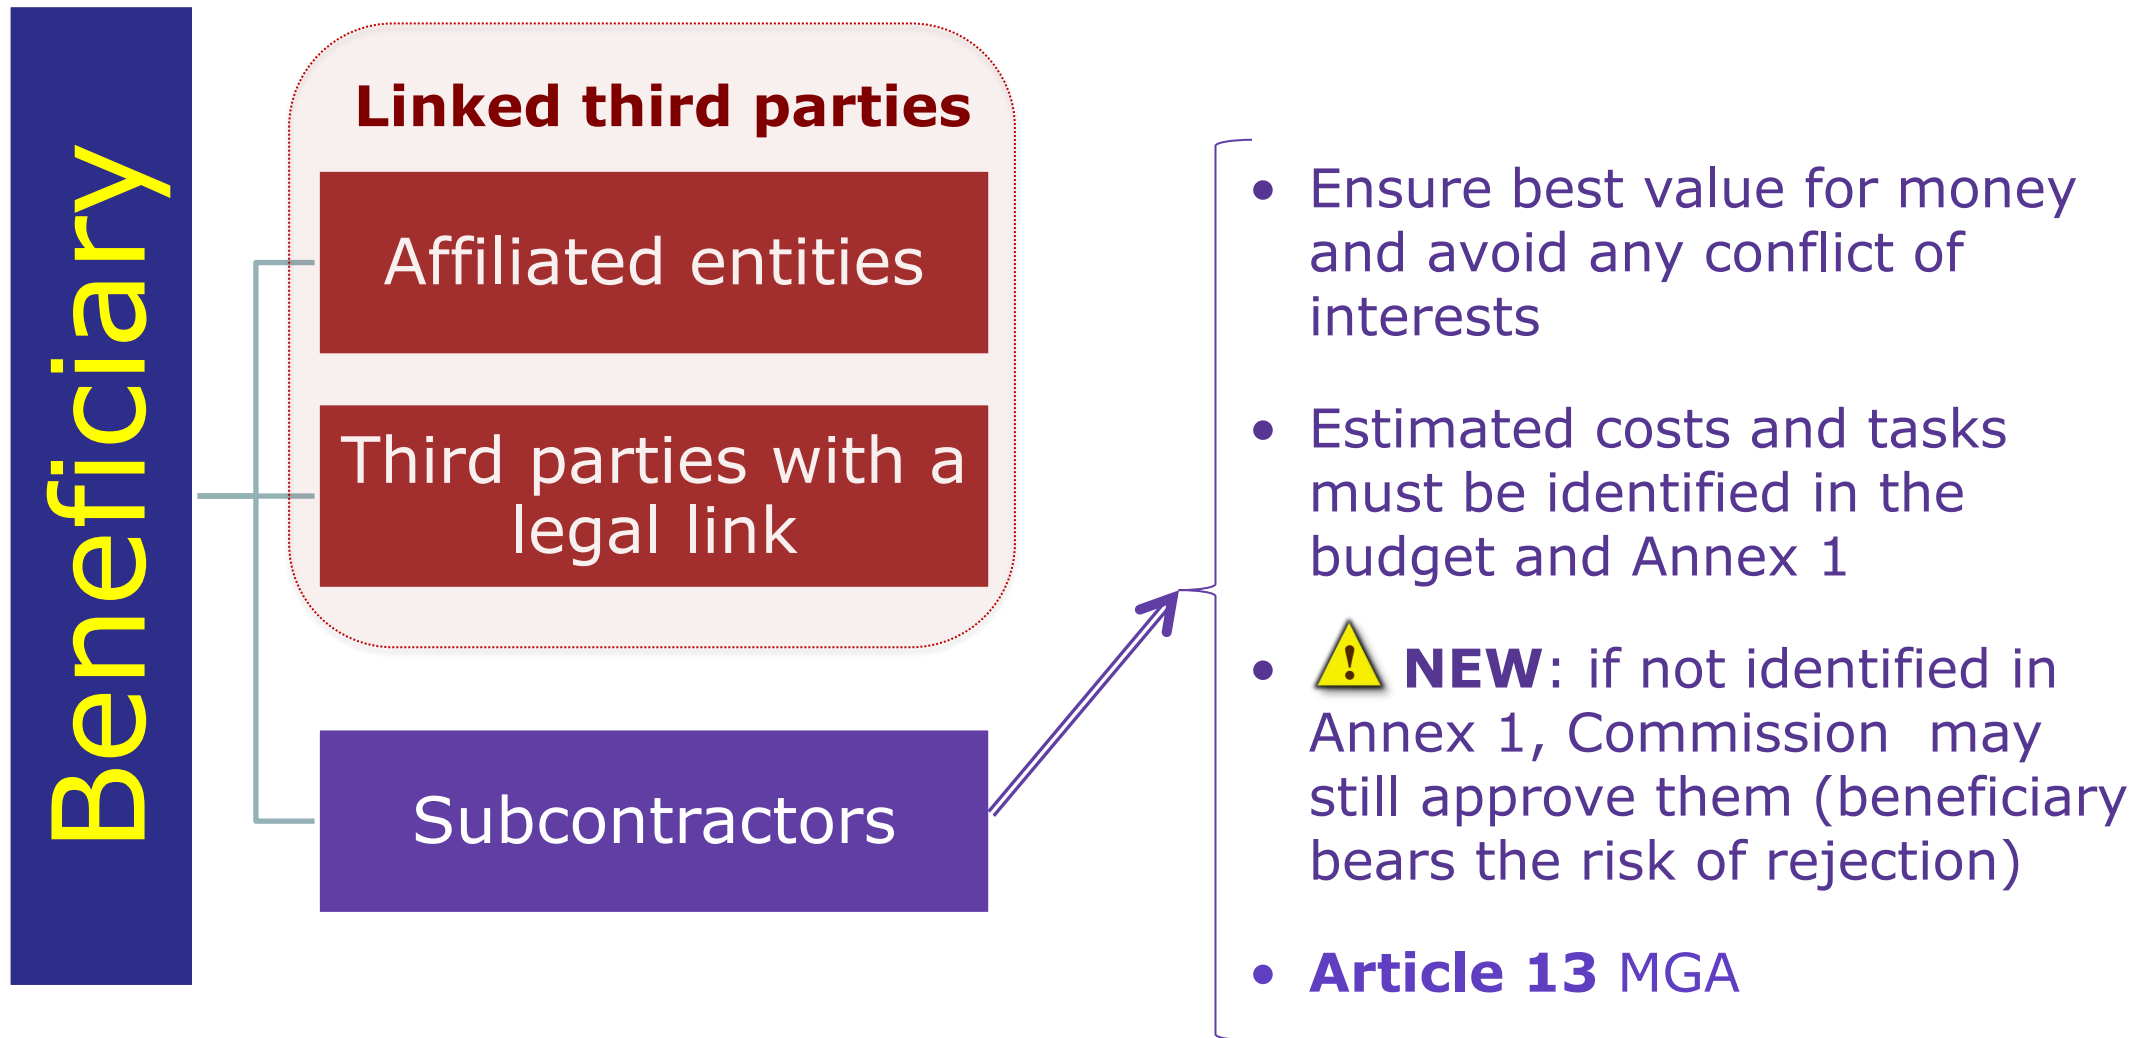 Beneficiary
Linked third parties
Affiliated entities
Third parties with a
legal link
Subcontractors
• Ensure best value for money
and avoid any conflict of
interests
• Estimated costs and tasks
must be identified in the
budget and Annex 1
• ! NEW: if not identified in
Annex 1, Commission may
still approve them (beneficiary
bears the risk of rejection)
• Article 13 MGA